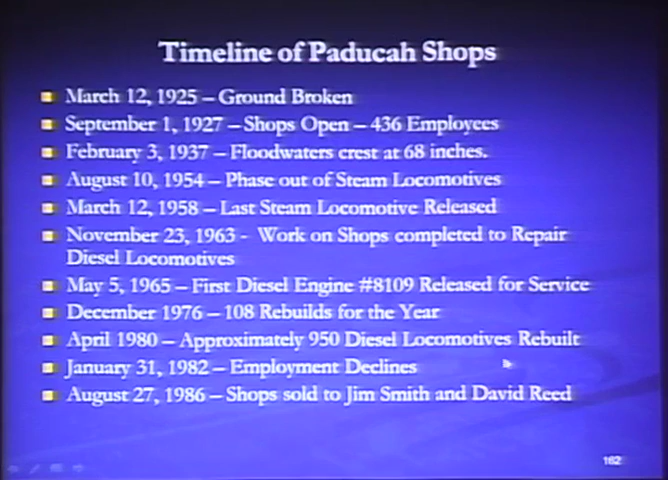 Timeline of Paducah Shops
March 12, 1925 – Ground Broken
September 1, 1927 – Shops Open – 436 Employees
February 3, 1937 – Floodwaters crest at 68 inches.
August 10, 1954 – Phase out of Steam Locomotives
March 12, 1958 – Last Steam Locomotive Released
November 23, 1963 - Work on Shops completed to Repair
Diesel Locomotives
May 5, 1965 – First Diesel Engine #8109 Released for Service
December 1976 – 108 Rebuilds for the Year
April 1980 – Approximately 950 Diesel Locomotives Rebuilt
January 31, 1982 – Employment Declines
August 27, 1986 – Shops sold to Jim Smith and David Reed
162